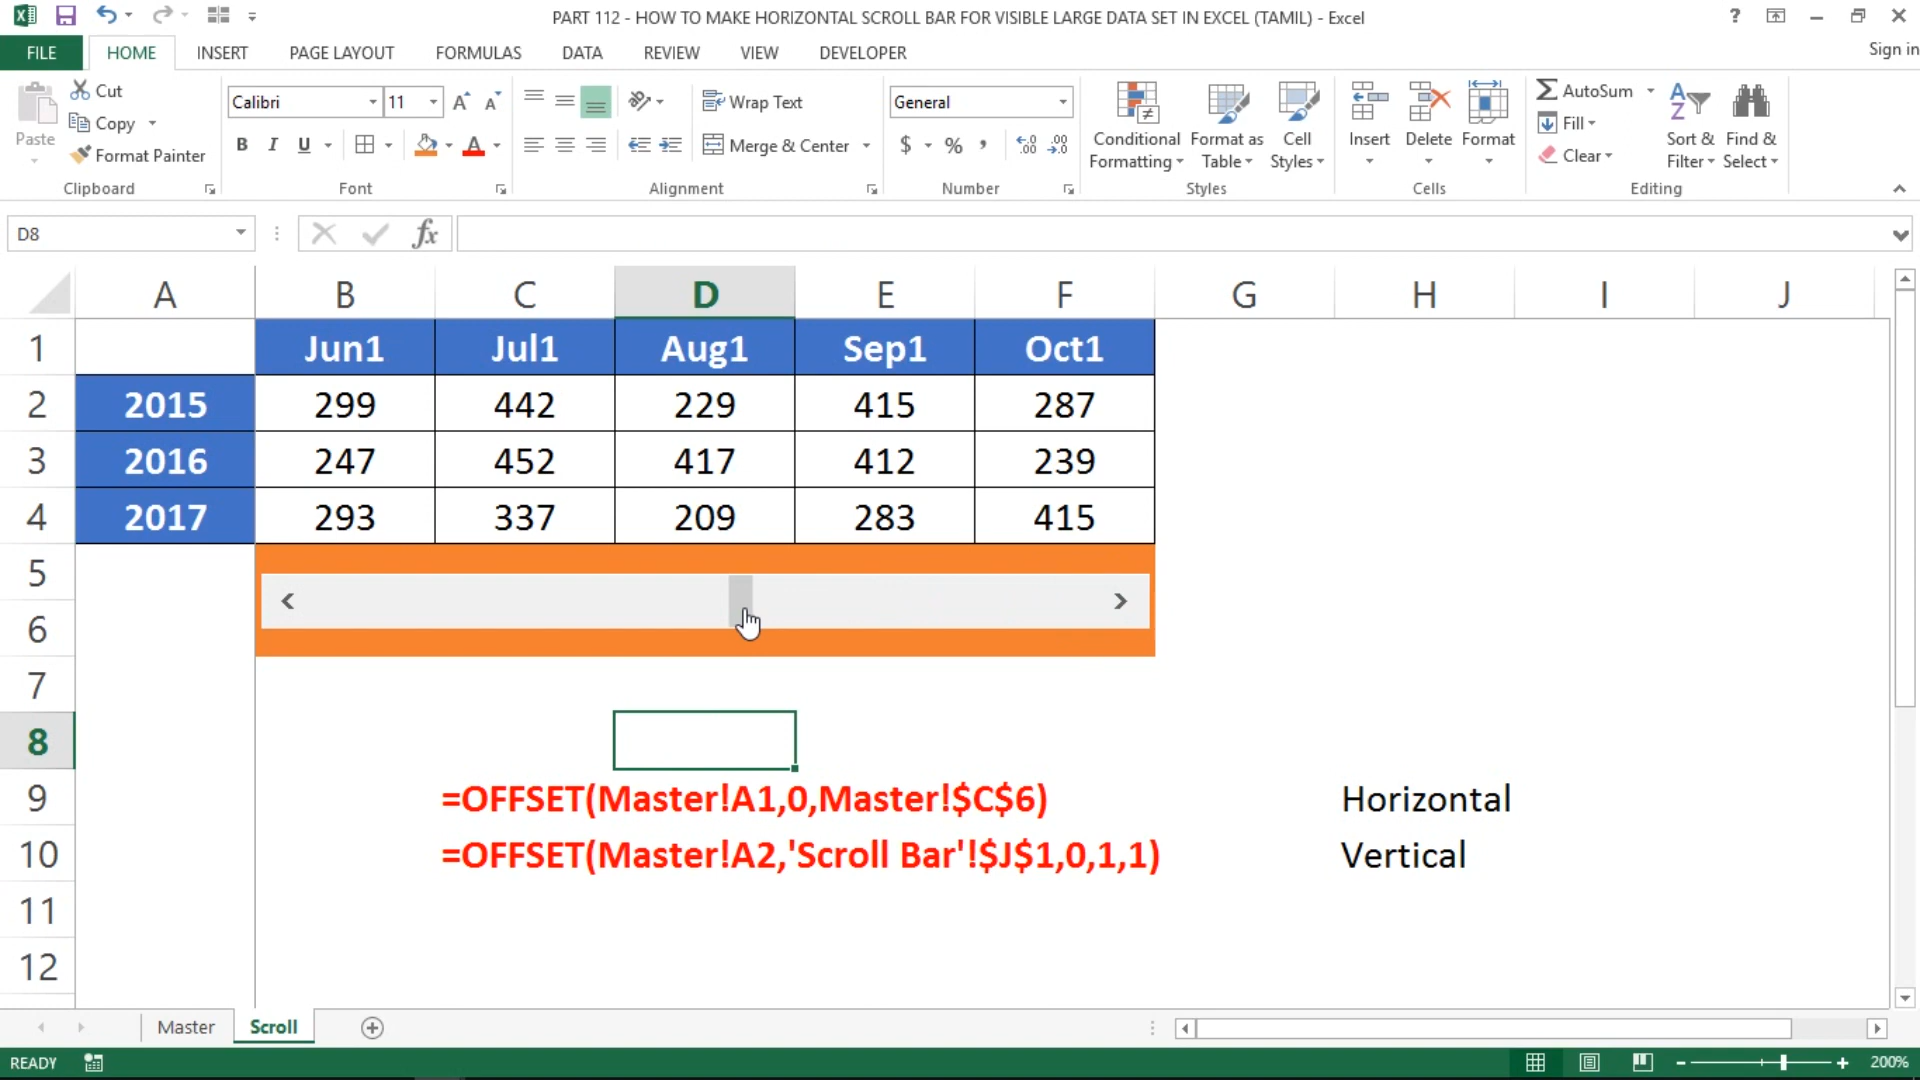 PART 112 - HOW TO MAKE HORIZONTAL SCROLL BAR FOR VISIBLE LARGE DATA SET IN EXCEL (TAMIL) - Excel
?
FILE HOME INSERT PAGE LAYOUT FORMULAS DATA REVIEW VIEW DEVELOPER Sign in
Paste
Cut
Copy
Format Painter
Clipboard
Calibri 11
B I U
Font
Wrap Text
Merge & Center
Alignment
General
$ % ,
Number
Conditional Formatting
Format as Table
Cell Styles
Styles
Insert
Delete
Format
Cells
AutoSum
Fill
Clear
Sort & Filter
Find & Select
Editing
D8 fx
A B C D E F G H I J
1 Jun1 Jul1 Aug1 Sep1 Oct1
2 2015 299 442 229 415 287
3 2016 247 452 417 412 239
4 2017 293 337 209 283 415
5
6
7
8
9 =OFFSET(Master!A1,0,Master!$C$6) Horizontal
10 =OFFSET(Master!A2,'Scroll Bar'!$J$1,0,1,1) Vertical
11
12
Master Scroll
READY 200%